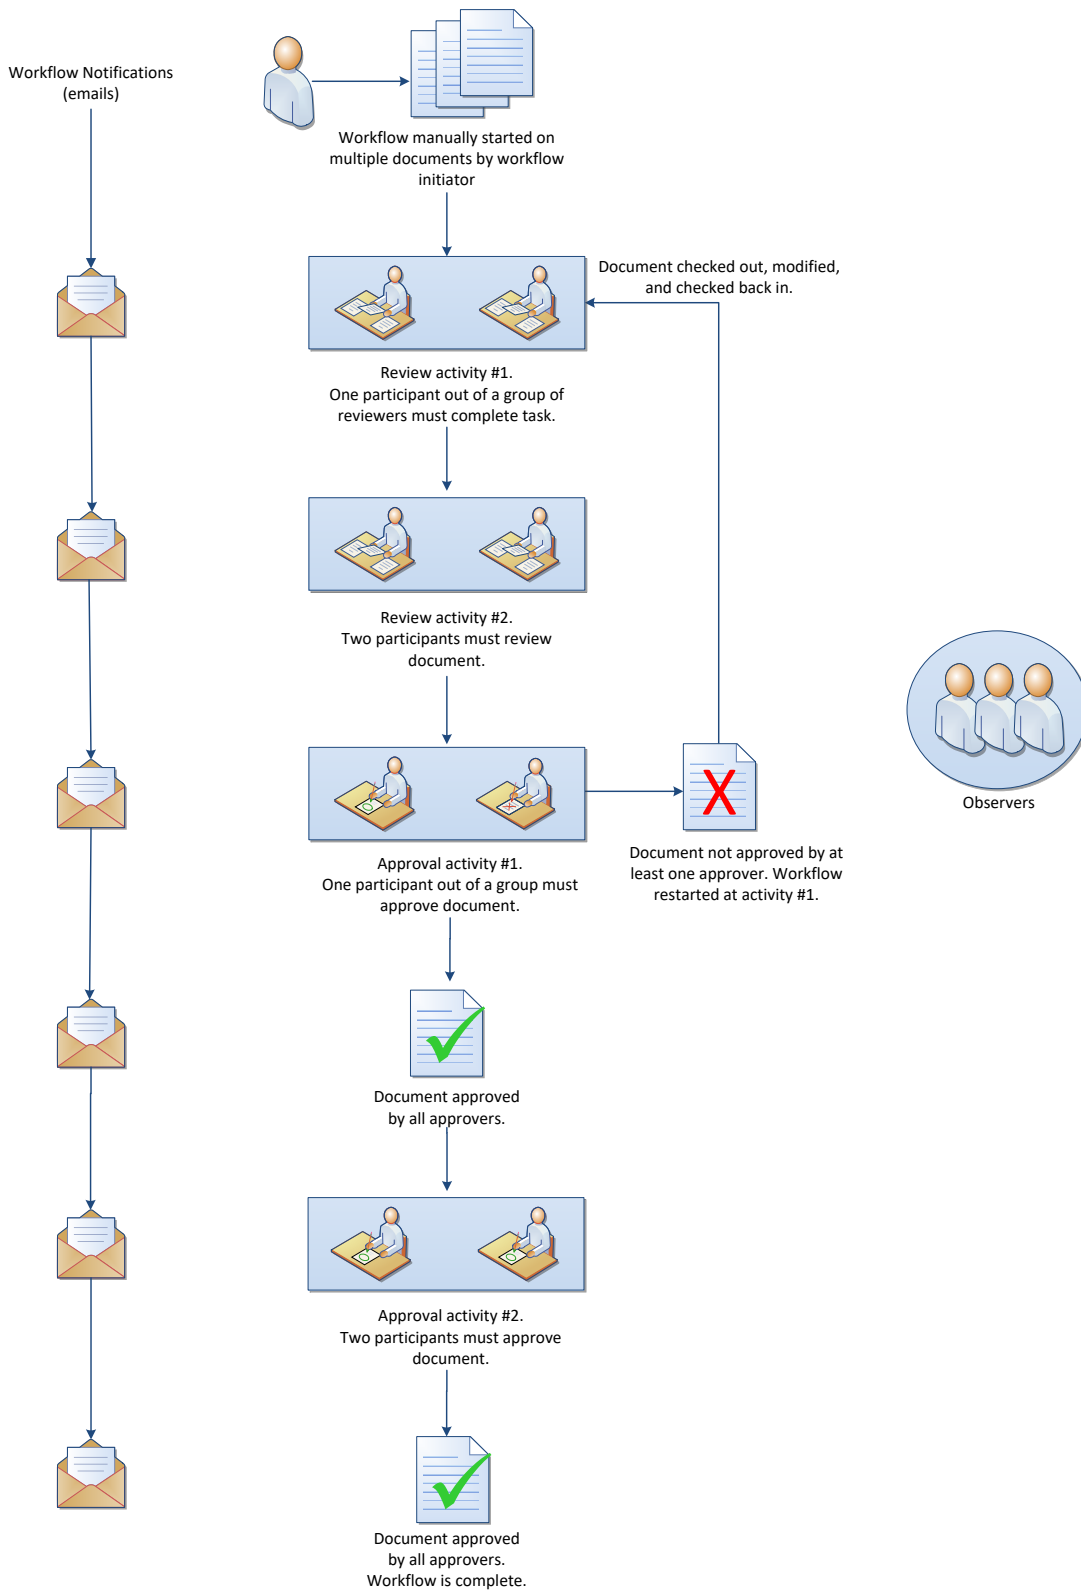 Workflow Notifications
(emails)
Workflow manually started on
multiple documents by workflow
initiator
Document checked out, modified,
and checked back in.
Review activity #1.
One participant out of a group of
reviewers must complete task.
Review activity #2.
Two participants must review
document.
Observers
Approval activity #1.
One participant out of a group must
approve document.
Document not approved by at
least one approver. Workflow
restarted at activity #1.
Document approved
by all approvers.
Approval activity #2.
Two participants must approve
document.
Document approved
by all approvers.
Workflow is complete.